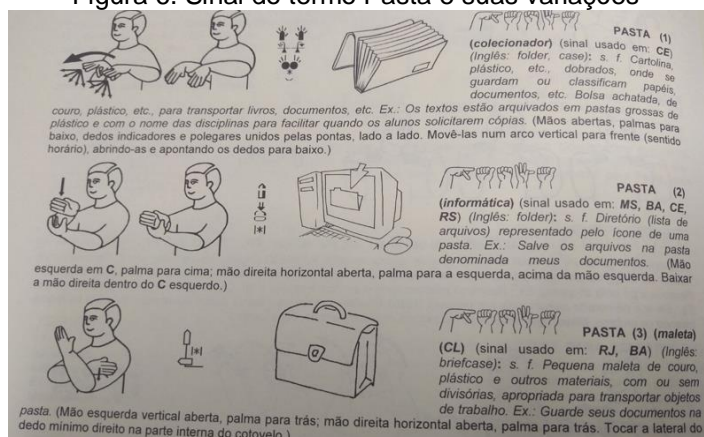 Figura 6: Sinal do termo Pasta e suas variações
PASTA (1)
(colecionador) (sinal usado em: CE)
(Inglês: folder, case): s. f. Cartolina,
plástico, etc., dobrados, onde se
guardam ou classificam papéis,
documentos, etc. Bolsa achatada, de
couro, plástico, etc., para transportar livros, documentos, etc. Ex.: Os textos estão arquivados em pastas grossas de
plástico e com o nome das disciplinas para facilitar quando os alunos solicitarem cópias. (Mãos abertas, palmas para
baixo, dedos indicadores e polegares unidos pelas pontas, lado a lado. Movê-las num arco vertical para frente (sentido
horário), abrindo-as e apontando os dedos para baixo.)
PASTA (2)
(informática) (sinal usado em: MS, BA, CE,
RS) (Inglês: folder): s. f. Diretório (lista de
arquivos) representado pelo ícone de uma
pasta. Ex.: Salve os arquivos na pasta
denominada meus documentos. (Mão
esquerda em C, palma para cima; mão direita horizontal aberta, palma para a esquerda, acima da mão esquerda. Baixar
a mão direita dentro do C esquerdo.)
PASTA (3) (maleta)
(CL) (sinal usado em: RJ, BA) (Inglês:
briefcase): s. f. Pequena maleta de couro,
plástico e outros materiais, com ou sem
divisórias, apropriada para transportar objetos
de trabalho. Ex.: Guarde seus documentos na
pasta. (Mão esquerda vertical aberta, palma para trás; mão direita horizontal aberta, palma para trás. Tocar a lateral do
dedo mínimo direito na parte interna do cotovelo.)